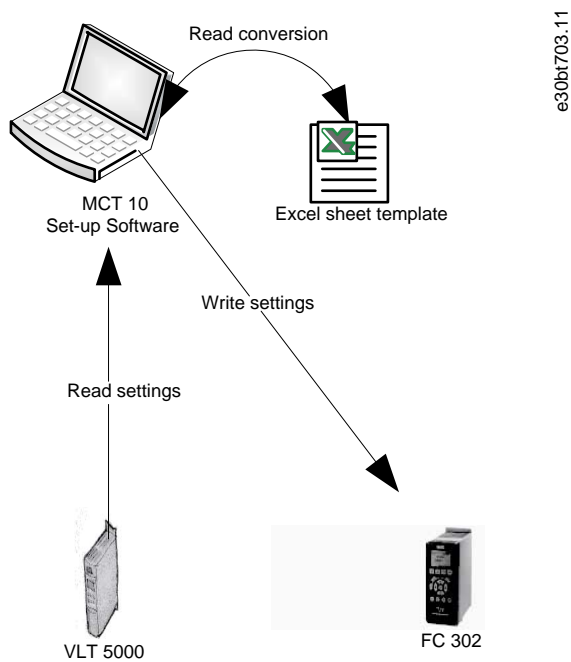 Read conversion
e30bt703.11
MCT 10
Set-up Software
Excel sheet template
Write settings
Read settings
VLT 5000
FC 302